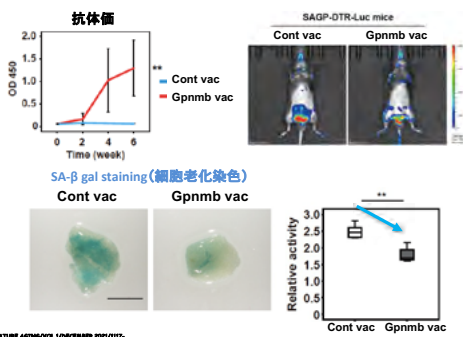 抗体価
OD 450
2.0
1.5
1.0
0.5
0
0 2 4 6
Time (week)
**
Cont vac
Gpnmb vac
SAGP-DTR-Luc mice
Cont vac Gpnmb vac
SA-β gal staining(細胞老化染色)
Cont vac Gpnmb vac
**
Relative activity
3.0
2.5
2.0
1.5
1.0
0.5
0
Cont vac Gpnmb vac